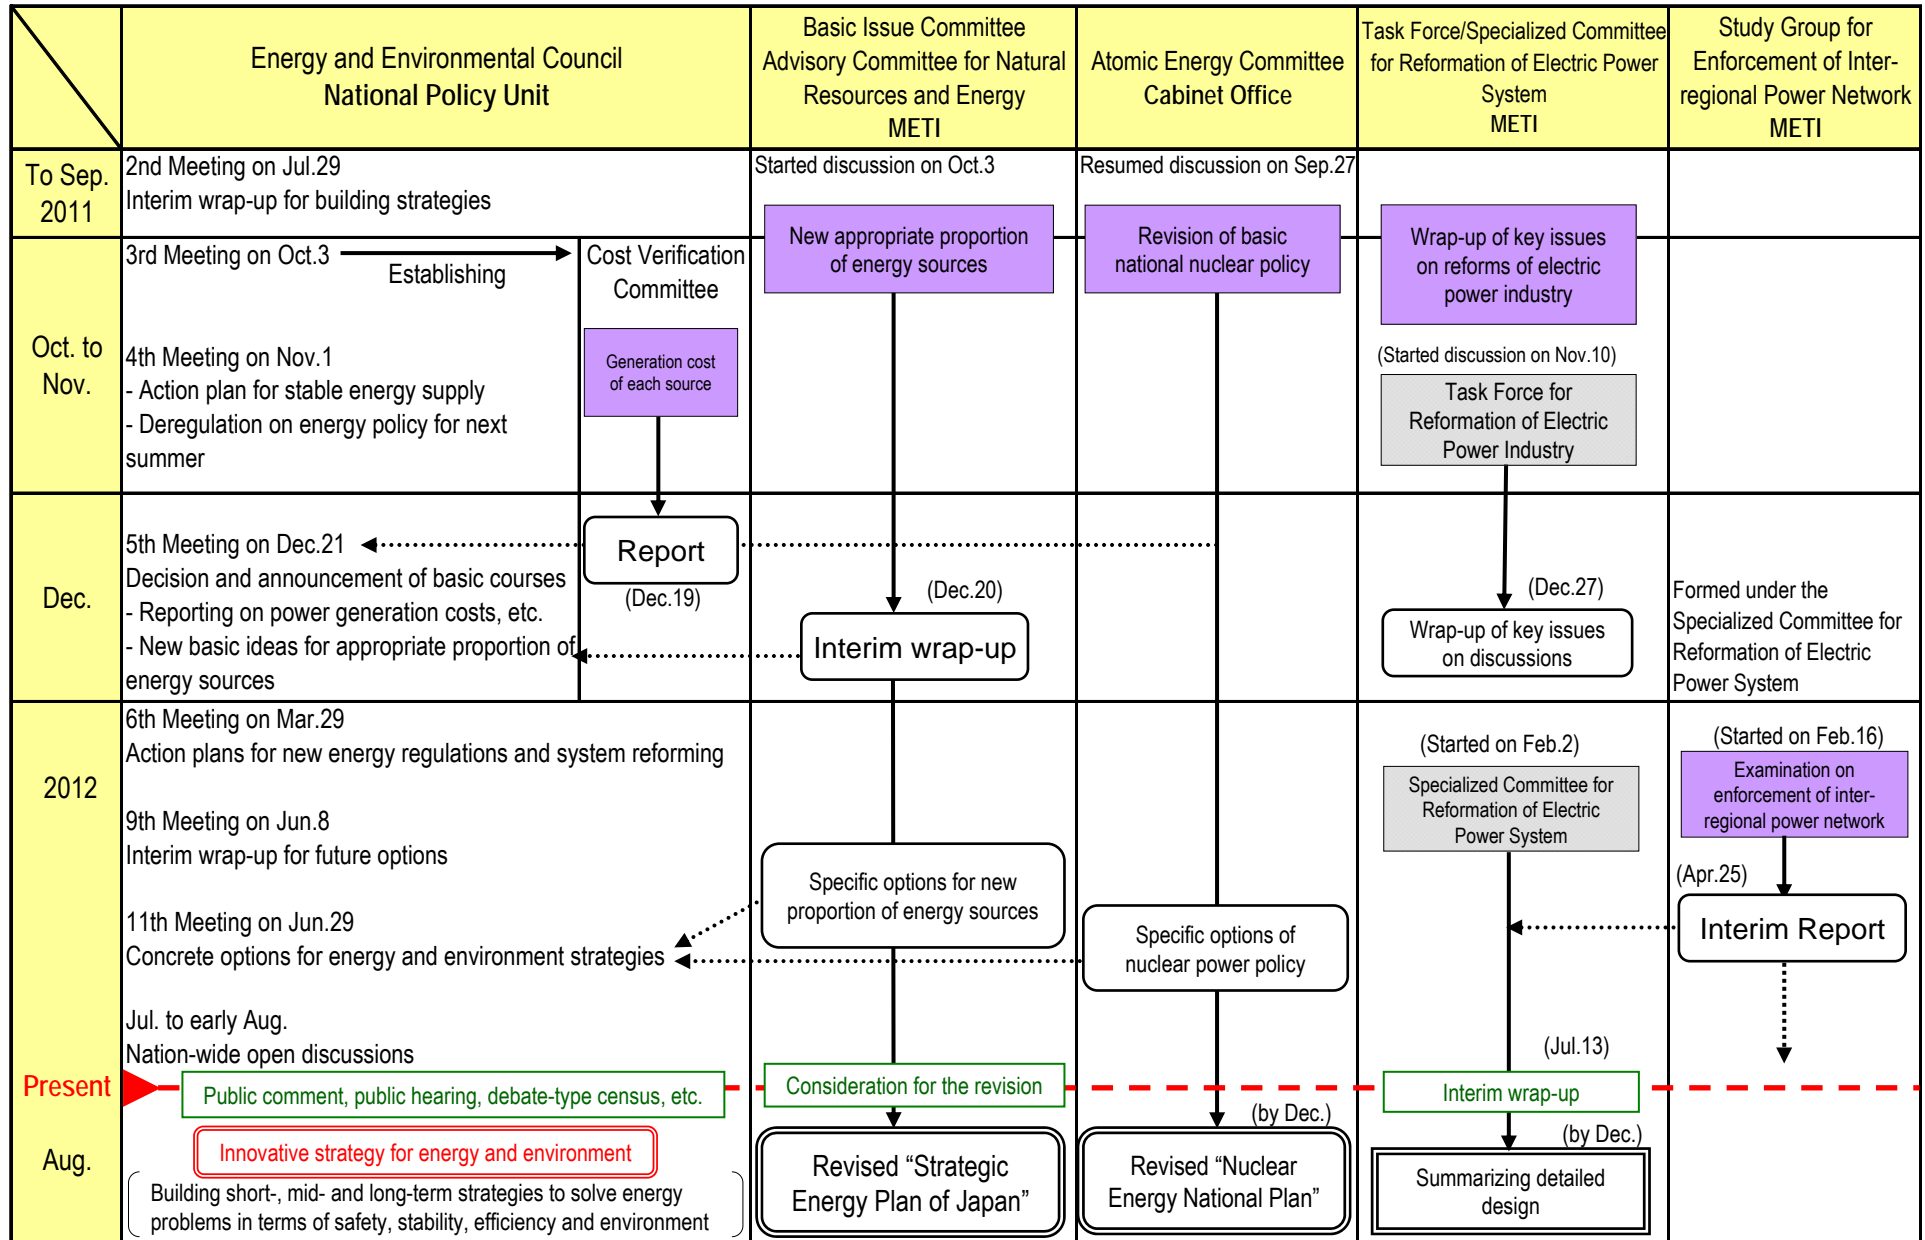 Energy and Environmental Council
National Policy Unit
Basic Issue Committee
Advisory Committee for Natural
Resources and Energy
METI
Atomic Energy Committee
Cabinet Office
Task Force/Specialized Committee
for Reformation of Electric Power
System
METI
Study Group for
Enforcement of Inter-
regional Power Network
METI
To Sep.
2011
2nd Meeting on Jul.29
Interim wrap-up for building strategies
Started discussion on Oct.3
Resumed discussion on Sep.27
New appropriate proportion
of energy sources
Revision of basic
national nuclear policy
Wrap-up of key issues
on reforms of electric
power industry
Oct. to
Nov.
3rd Meeting on Oct.3
Establishing
Cost Verification
Committee
4th Meeting on Nov.1
- Action plan for stable energy supply
- Deregulation on energy policy for next
summer
Generation cost
of each source
(Started discussion on Nov.10)
Task Force for
Reformation of Electric
Power Industry
Dec.
5th Meeting on Dec.21
Decision and announcement of basic courses
- Reporting on power generation costs, etc.
- New basic ideas for appropriate proportion of
energy sources
Report
(Dec.19)
(Dec.20)
Interim wrap-up
(Dec.27)
Wrap-up of key issues
on discussions
Formed under the
Specialized Committee for
Reformation of Electric
Power System
2012
6th Meeting on Mar.29
Action plans for new energy regulations and system reforming
9th Meeting on Jun.8
Interim wrap-up for future options
11th Meeting on Jun.29
Concrete options for energy and environment strategies
Jul. to early Aug.
Nation-wide open discussions
Specific options for new
proportion of energy sources
Specific options of
nuclear power policy
(Started on Feb.2)
Specialized Committee for
Reformation of Electric
Power System
(Started on Feb.16)
Examination on
enforcement of inter-
regional power network
(Apr.25)
Interim Report
(Jul.13)
Present
Public comment, public hearing, debate-type census, etc.
Consideration for the revision
Interim wrap-up
Aug.
Innovative strategy for energy and environment
Building short-, mid- and long-term strategies to solve energy
problems in terms of safety, stability, efficiency and environment
Revised “Strategic
Energy Plan of Japan”
(by Dec.)
Revised “Nuclear
Energy National Plan”
(by Dec.)
Summarizing detailed
design